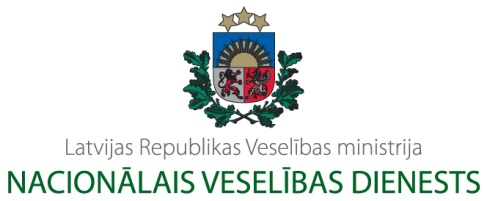 Latvijas Republikas Veselības ministrija
NACIONĀLAIS VESELĪBAS DIENESTS